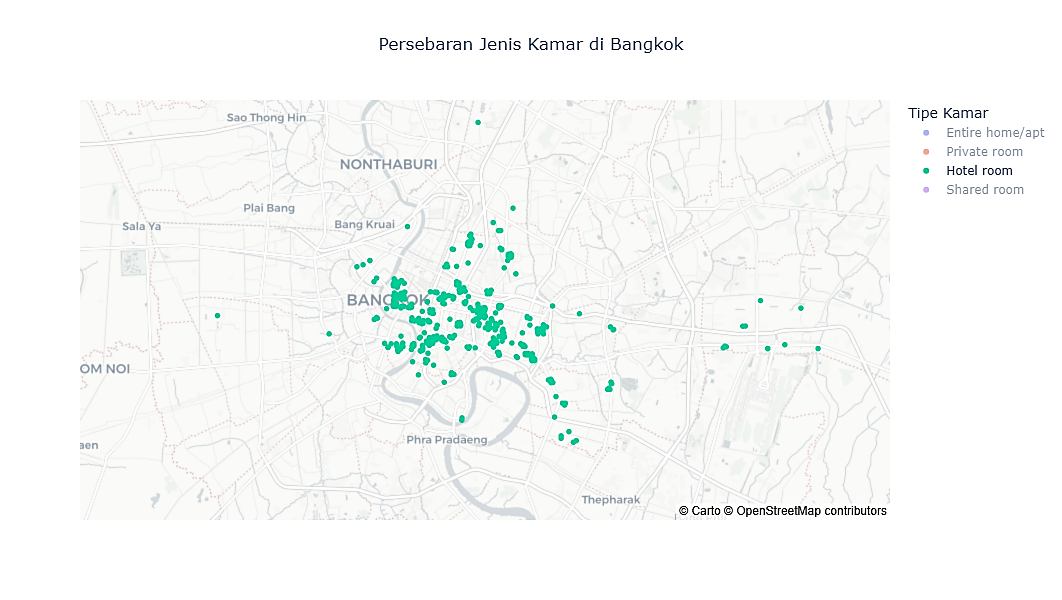 Persebaran Jenis Kamar di Bangkok
Tipe Kamar
Entire home/apt
Private room
Hotel room
Shared room
Sao Thong Hin
NONTHABURI
Plai Bang
Sala Ya
Bang Kruai
BANGKOK
OM NOI
Phra Pradaeng
aen
Thepharak
© Carto © OpenStreetMap contributors